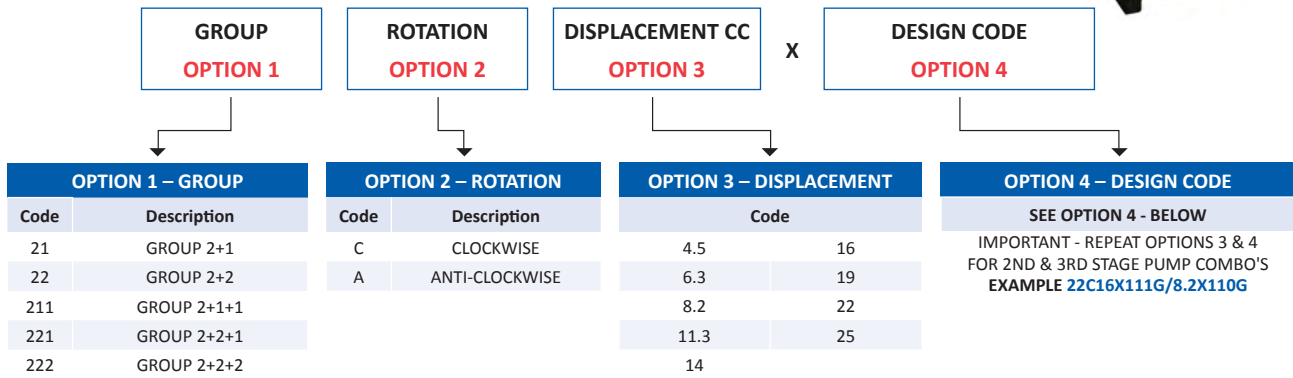 GROUP
OPTION 1
ROTATION
OPTION 2
DISPLACEMENT CC
OPTION 3
X
DESIGN CODE
OPTION 4
OPTION 1 – GROUP
Code Description
21 GROUP 2+1
22 GROUP 2+2
211 GROUP 2+1+1
221 GROUP 2+2+1
222 GROUP 2+2+2
OPTION 2 – ROTATION
Code Description
C CLOCKWISE
A ANTI-CLOCKWISE
OPTION 3 – DISPLACEMENT
Code
4.5 16
6.3 19
8.2 22
11.3 25
14
OPTION 4 – DESIGN CODE
SEE OPTION 4 - BELOW
IMPORTANT - REPEAT OPTIONS 3 & 4
FOR 2ND & 3RD STAGE PUMP COMBO'S
EXAMPLE 22C16X111G/8.2X110G